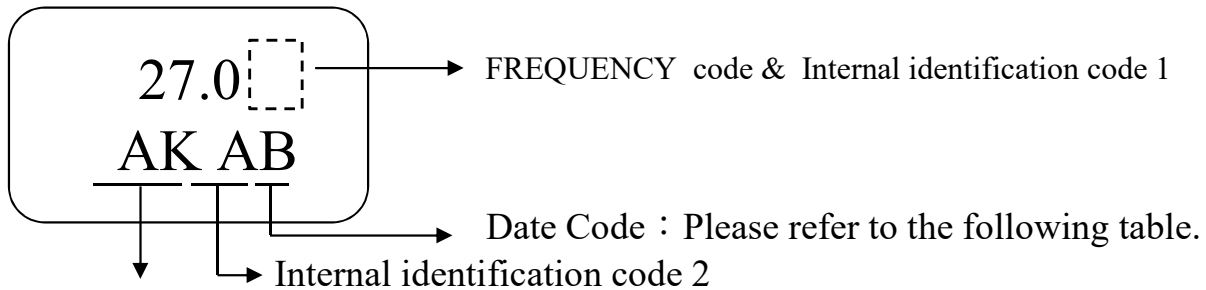 27.0
FREQUENCY code & Internal identification code 1
AK AB
Date Code：Please refer to the following table.
Internal identification code 2